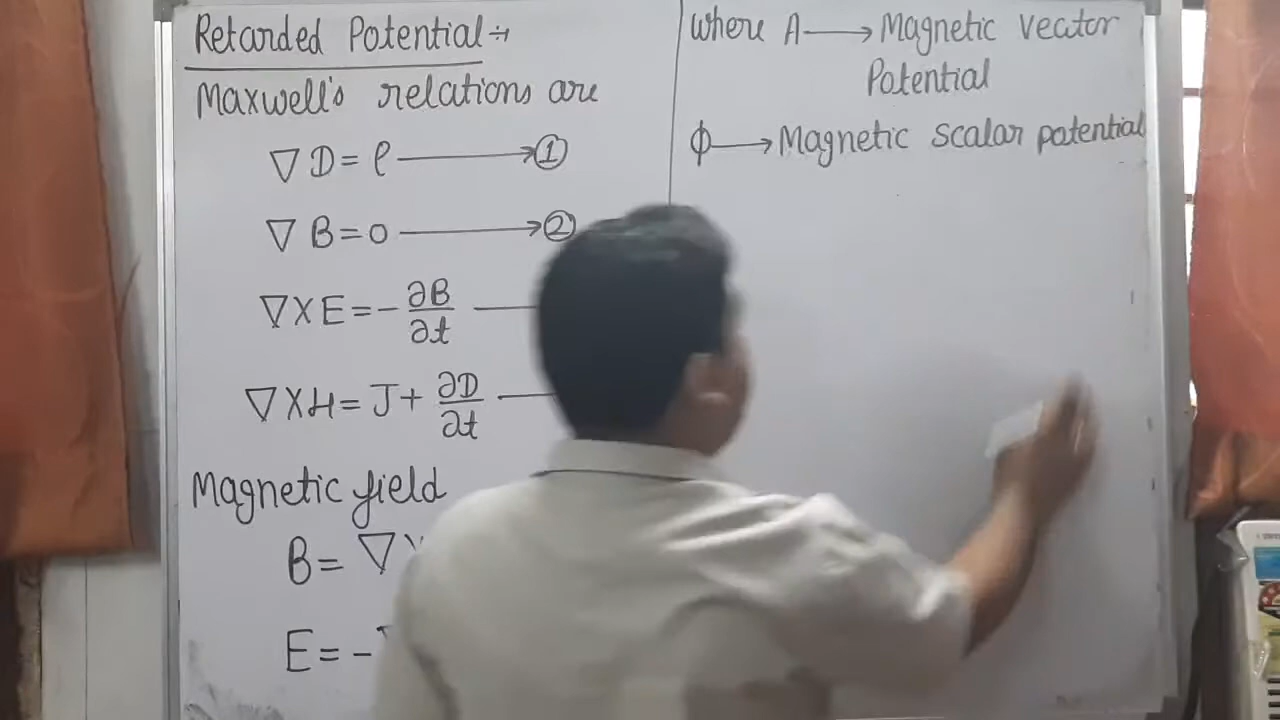 Retarded Potential ÷
Maxwell's relations are
∇ D = ρ ⟶ ①
∇ B = 0 ⟶ ②
∇ X E = - ∂B/∂t
∇ X H = J + ∂D/∂t
Magnetic field
B = ∇ X
E = -
where A ⟶ Magnetic vector
Potential
ϕ ⟶ Magnetic scalar potential